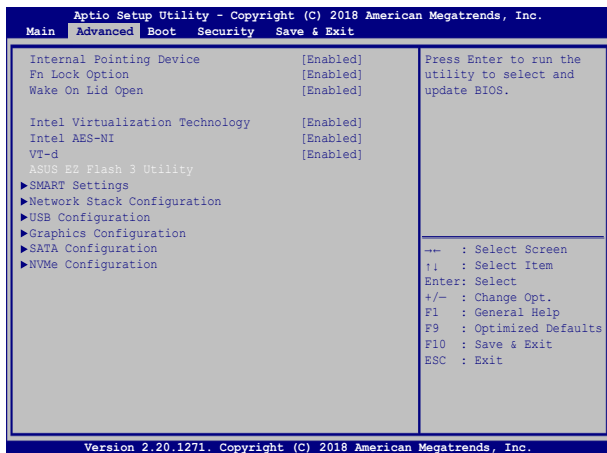 Aptio Setup Utility - Copyright (C) 2018 American Megatrends, Inc.
Main Advanced Boot Security Save & Exit
Internal Pointing Device [Enabled]
Fn Lock Option [Enabled]
Wake On Lid Open [Enabled]
Intel Virtualization Technology [Enabled]
Intel AES-NI [Enabled]
VT-d [Enabled]
ASUS EZ Flash 3 Utility
▶SMART Settings
▶Network Stack Configuration
▶USB Configuration
▶Graphics Configuration
▶SATA Configuration
▶NVMe Configuration
Press Enter to run the
utility to select and
update BIOS.
→← : Select Screen
↑↓ : Select Item
Enter: Select
+/— : Change Opt.
F1 : General Help
F9 : Optimized Defaults
F10 : Save & Exit
ESC : Exit
Version 2.20.1271. Copyright (C) 2018 American Megatrends, Inc.